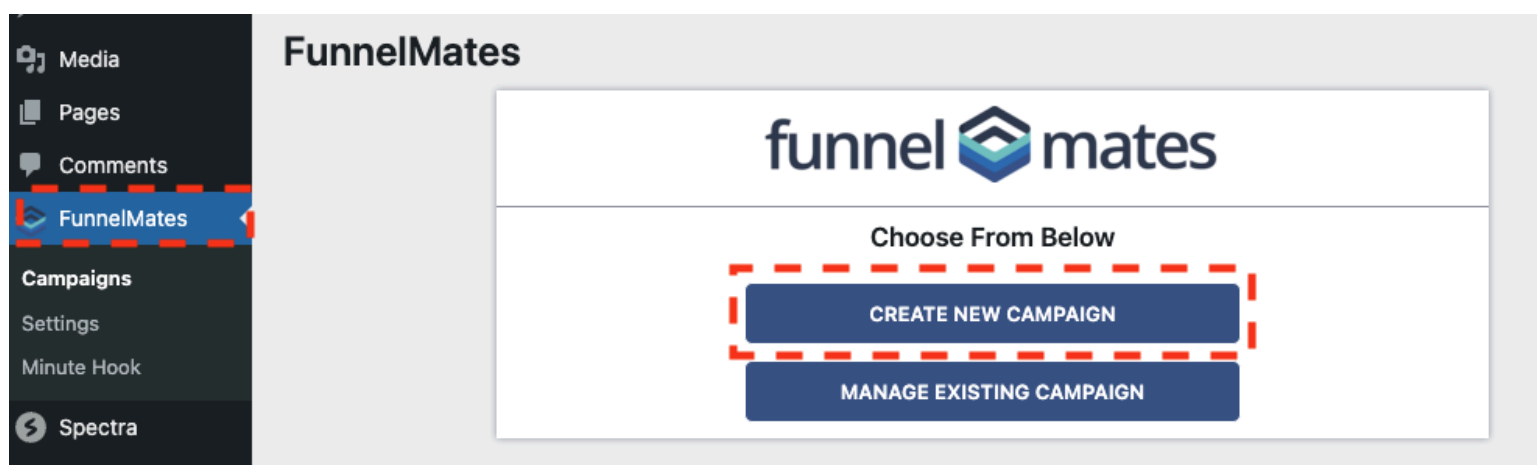 Media
Pages
Comments
FunnelMates
Campaigns
Settings
Minute Hook
Spectra
FunnelMates
funnel mates
Choose From Below
CREATE NEW CAMPAIGN
MANAGE EXISTING CAMPAIGN